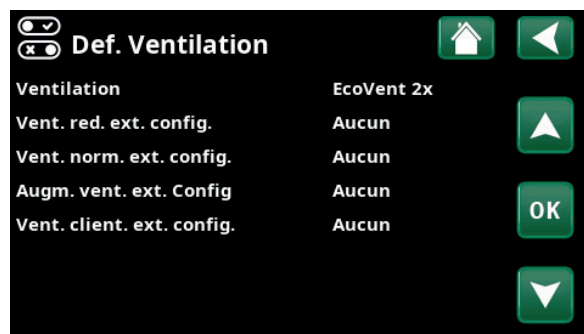 Def. Ventilation
Ventilation EcoVent 2x
Vent. red. ext. config. Aucun
Vent. norm. ext. config. Aucun
Augm. vent. ext. Config Aucun
Vent. client. ext. config. Aucun
OK